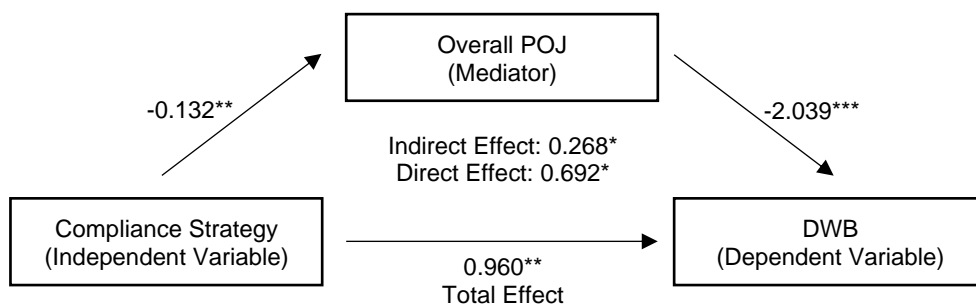 Overall POJ
(Mediator)
-0.132**
-2.039***
Indirect Effect: 0.268*
Direct Effect: 0.692*
Compliance Strategy
(Independent Variable)
DWB
(Dependent Variable)
0.960**
Total Effect